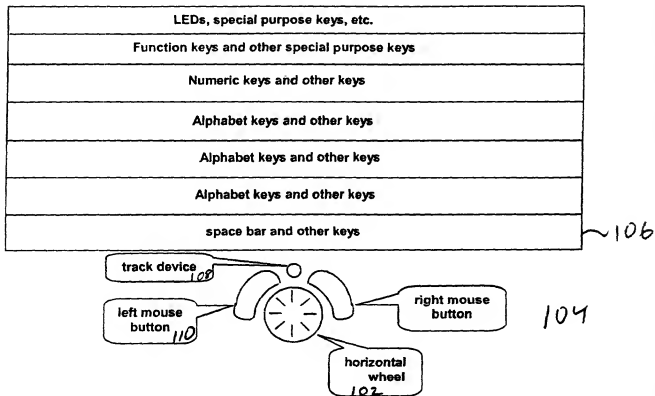 LEDs, special purpose keys, etc.
Function keys and other special purpose keys
Numeric keys and other keys
Alphabet keys and other keys
Alphabet keys and other keys
Alphabet keys and other keys
space bar and other keys
106
track device
108
left mouse
button
110
right mouse
button
104
horizontal
wheel
102